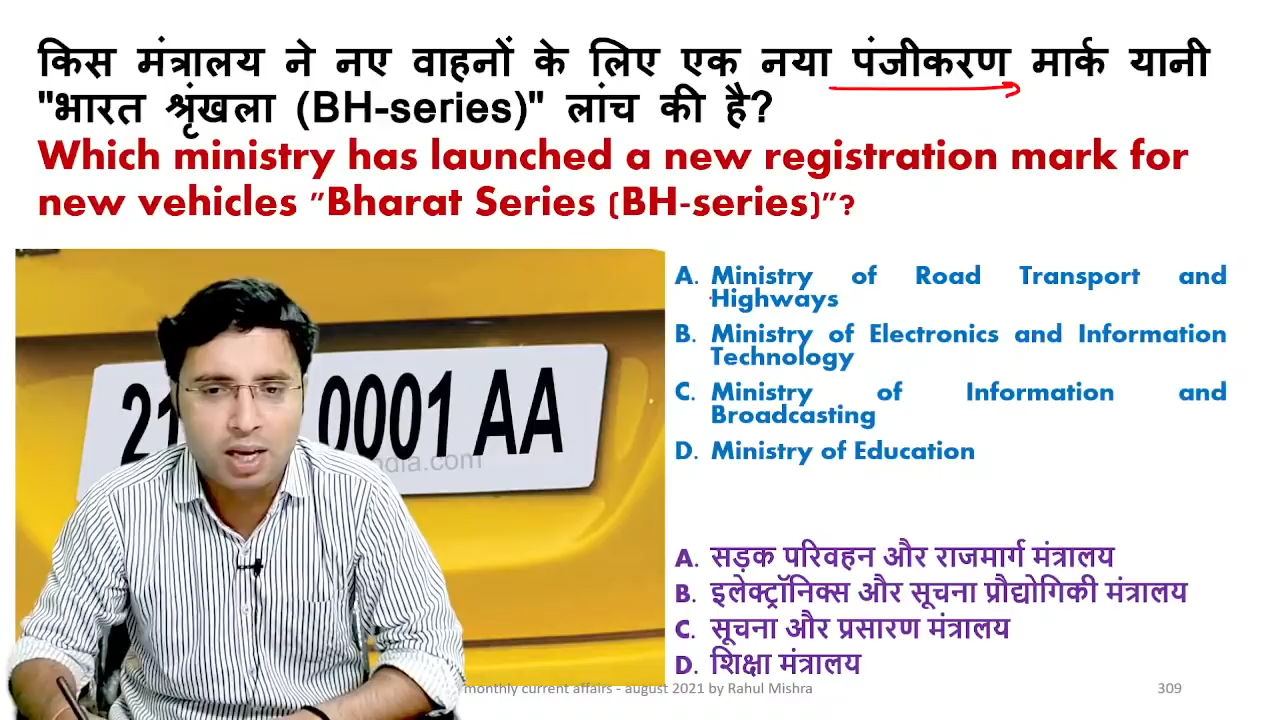 किस मंत्रालय ने नए वाहनों के लिए एक नया पंजीकरण मार्क यानी
"भारत श्रृंखला (BH-series)" लांच की है?
Which ministry has launched a new registration mark for
new vehicles "Bharat Series (BH-series)"?
A. Ministry of Road Transport and
Highways
B. Ministry of Electronics and Information
Technology
C. Ministry of Information and
Broadcasting
D. Ministry of Education
21 0001 AA
india.com
A. सड़क परिवहन और राजमार्ग मंत्रालय
B. इलेक्ट्रॉनिक्स और सूचना प्रौद्योगिकी मंत्रालय
C. सूचना और प्रसारण मंत्रालय
D. शिक्षा मंत्रालय
monthly current affairs - august 2021 by Rahul Mishra
309